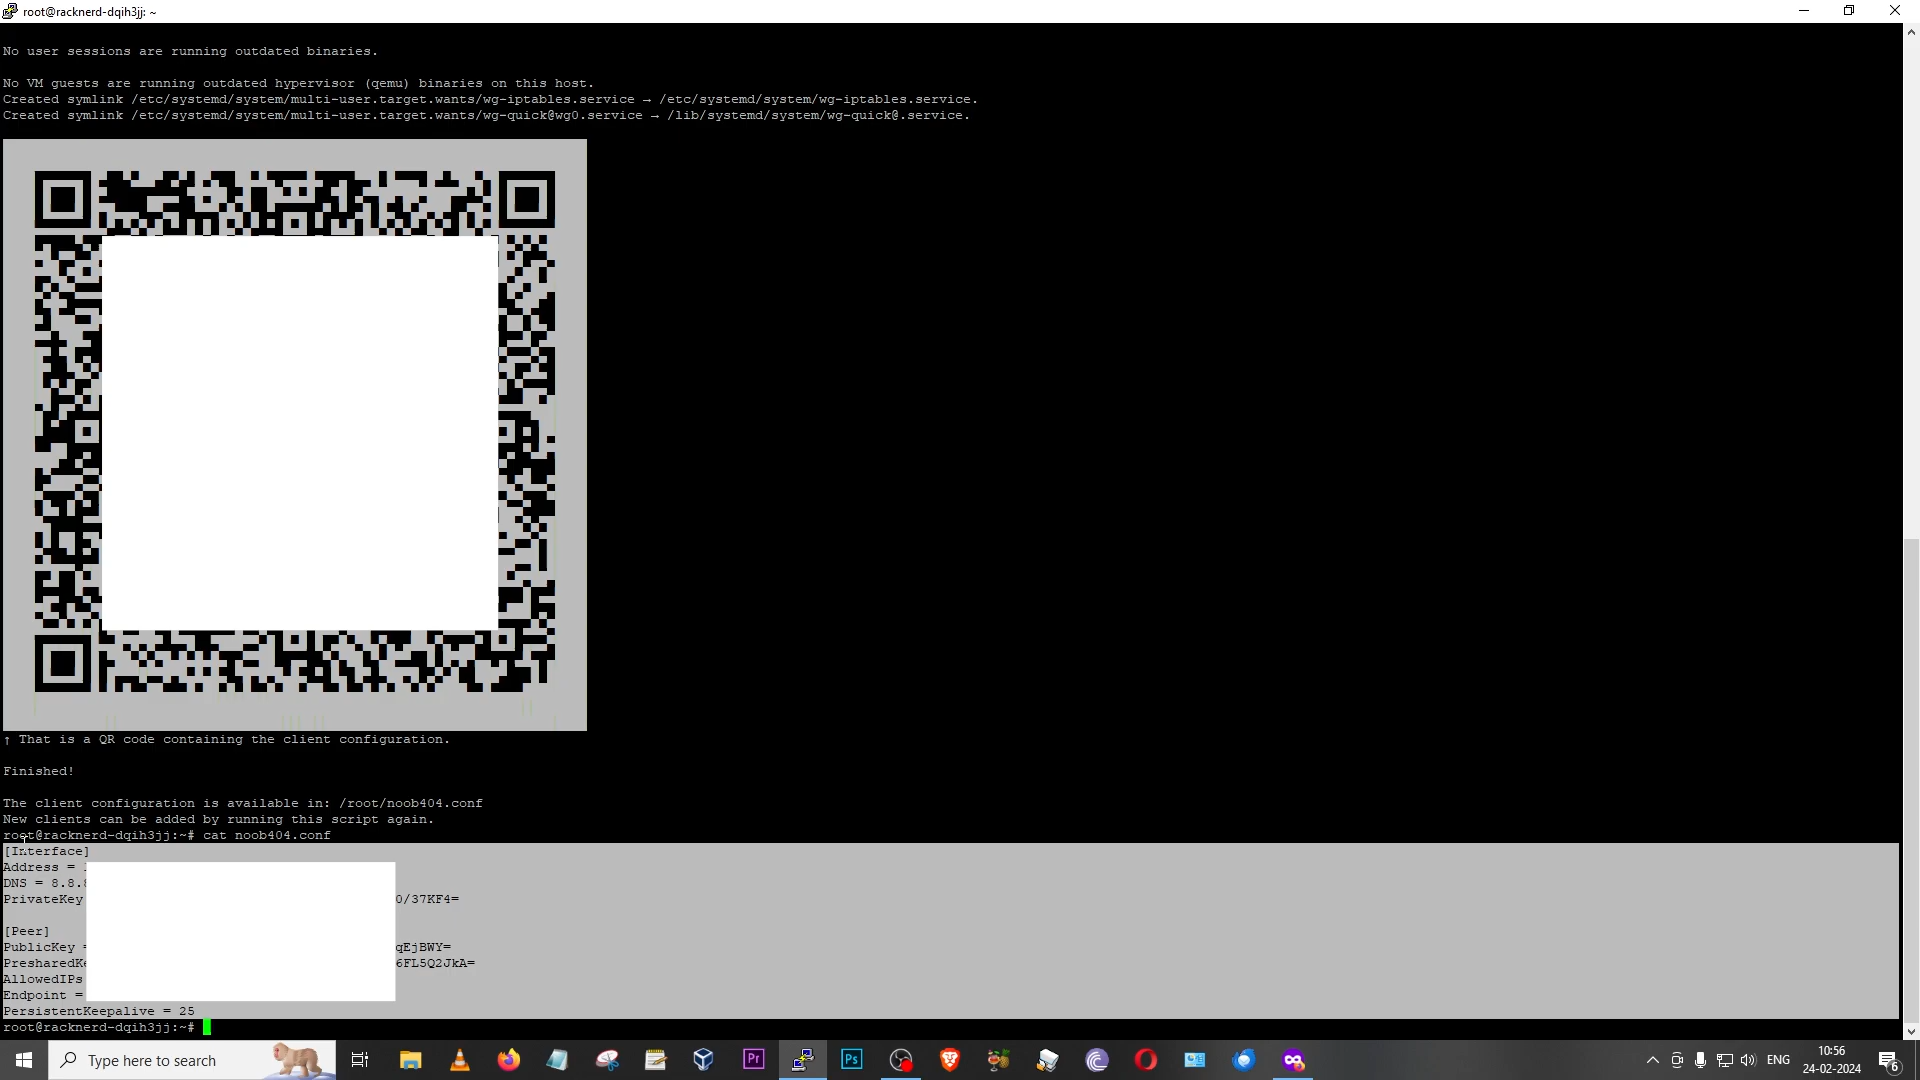 root@racknerd-dqih3jj: ~
No user sessions are running outdated binaries.
No VM guests are running outdated hypervisor (qemu) binaries on this host.
Created symlink /etc/systemd/system/multi-user.target.wants/wg-iptables.service → /etc/systemd/system/wg-iptables.service.
Created symlink /etc/systemd/system/multi-user.target.wants/wg-quick@wg0.service → /lib/systemd/system/wg-quick@.service.
↑ That is a QR code containing the client configuration.
Finished!
The client configuration is available in: /root/noob404.conf
New clients can be added by running this script again.
root@racknerd-dqih3jj:~# cat noob404.conf
[Interface]
Address =
DNS = 8.8.8
PrivateKey 0/37KF4=
[Peer]
PublicKey = qEjBWY=
PresharedKe 6FL5Q2JkA=
AllowedIPs
Endpoint =
PersistentKeepalive = 25
root@racknerd-dqih3jj:~#
Type here to search
Pr
Ps
ENG
10:56
24-02-2024
6